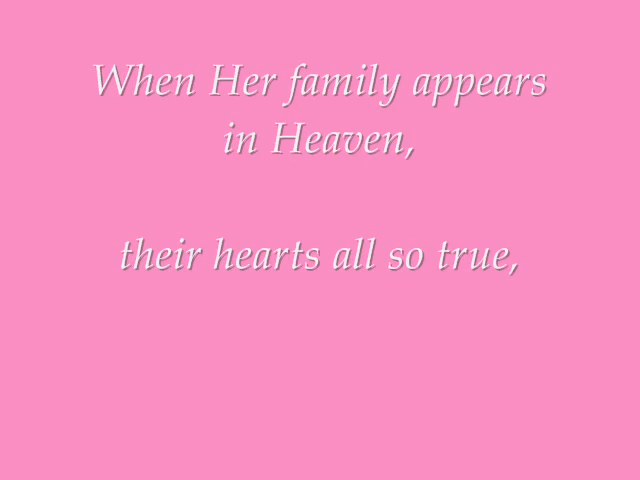 When Her family appears
in Heaven,
their hearts all so true,